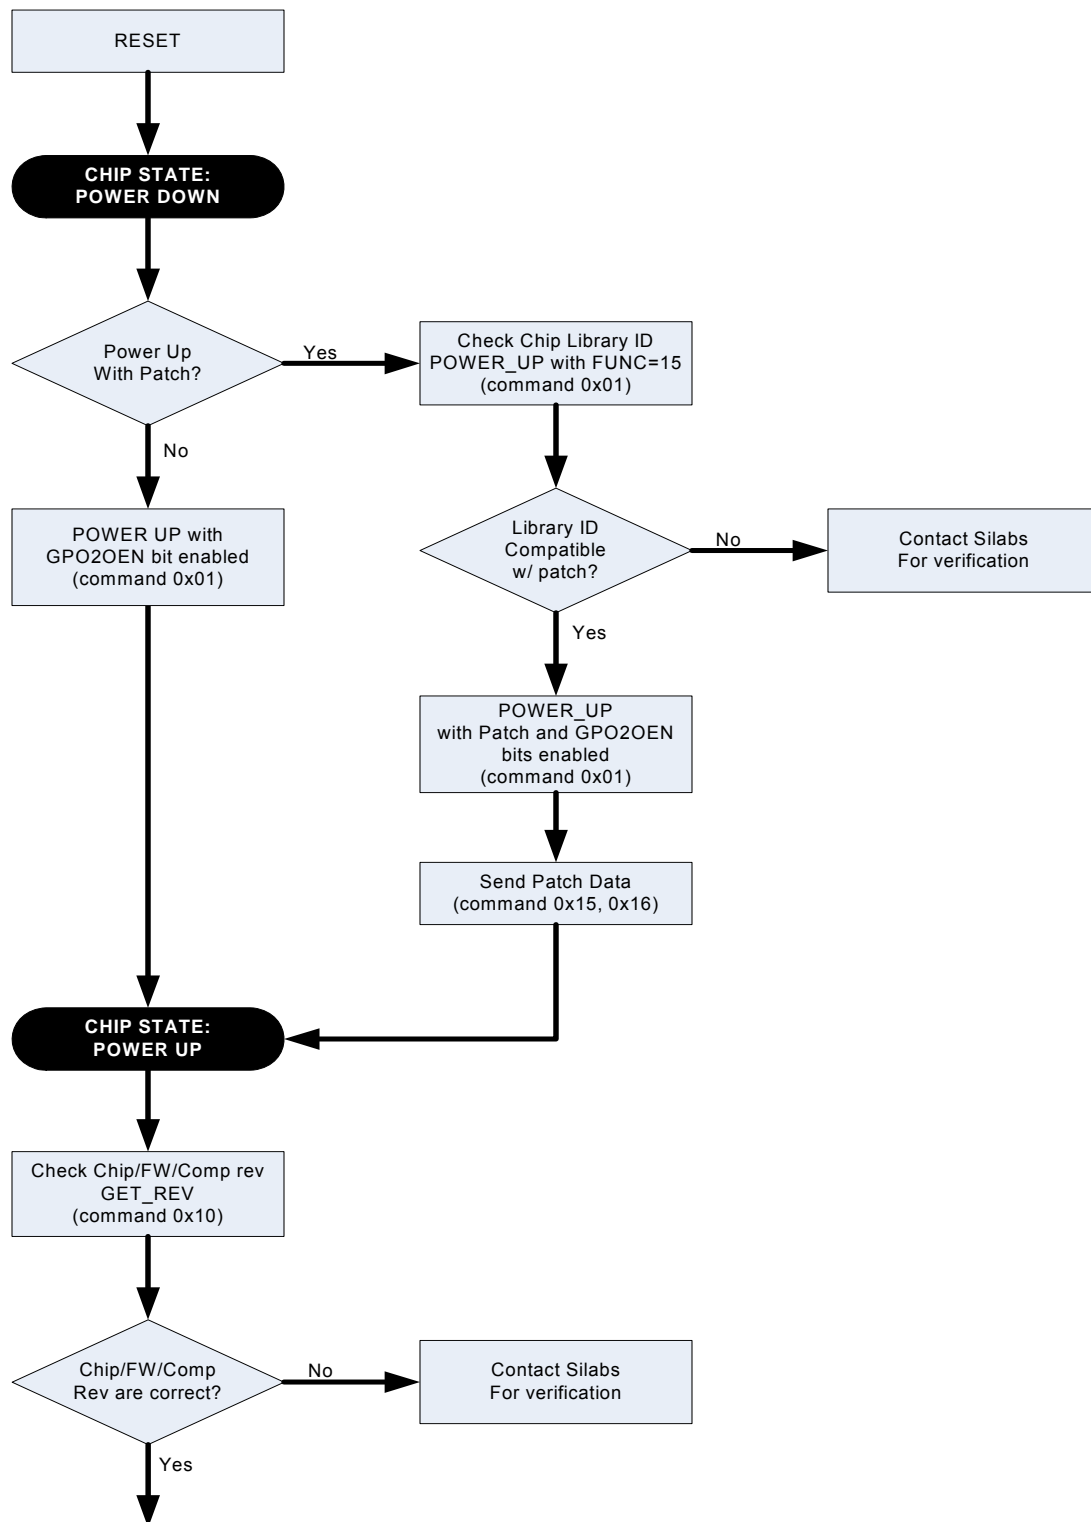 RESET
CHIP STATE:
POWER DOWN
Power Up
With Patch?
Yes
Check Chip Library ID
POWER_UP with FUNC=15
(command 0x01)
No
POWER UP with
GPO2OEN bit enabled
(command 0x01)
Library ID
Compatible
w/ patch?
No
Contact Silabs
For verification
Yes
POWER_UP
with Patch and GPO2OEN
bits enabled
(command 0x01)
Send Patch Data
(command 0x15, 0x16)
CHIP STATE:
POWER UP
Check Chip/FW/Comp rev
GET_REV
(command 0x10)
Chip/FW/Comp
Rev are correct?
No
Contact Silabs
For verification
Yes